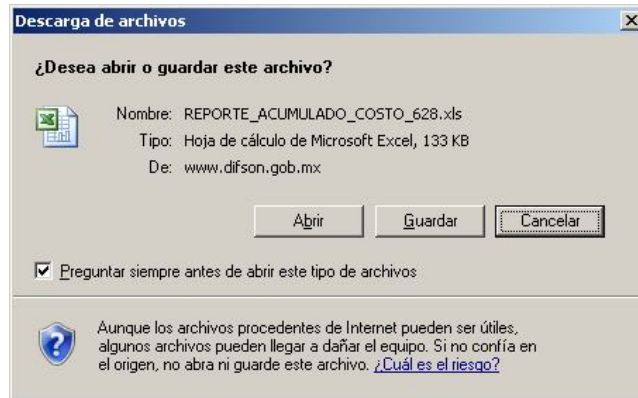 Descarga de archivos
¿Desea abrir o guardar este archivo?
Nombre: REPORTE_ACUMULADO_COSTO_628.xls
Tipo: Hoja de cálculo de Microsoft Excel, 133 KB
De: www.difson.gob.mx
Abrir Guardar Cancelar
Preguntar siempre antes de abrir este tipo de archivos
Aunque los archivos procedentes de Internet pueden ser útiles,
algunos archivos pueden llegar a dañar el equipo. Si no confía en
el origen, no abra ni guarde este archivo. ¿Cuál es el riesgo?